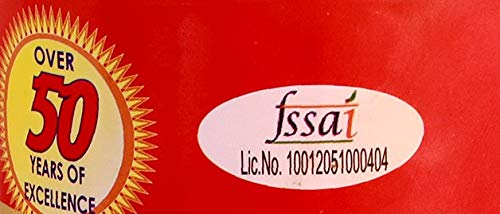 OVER
50
YEARS OF
EXCELLENCE
fssai
Lic.No. 10012051000404